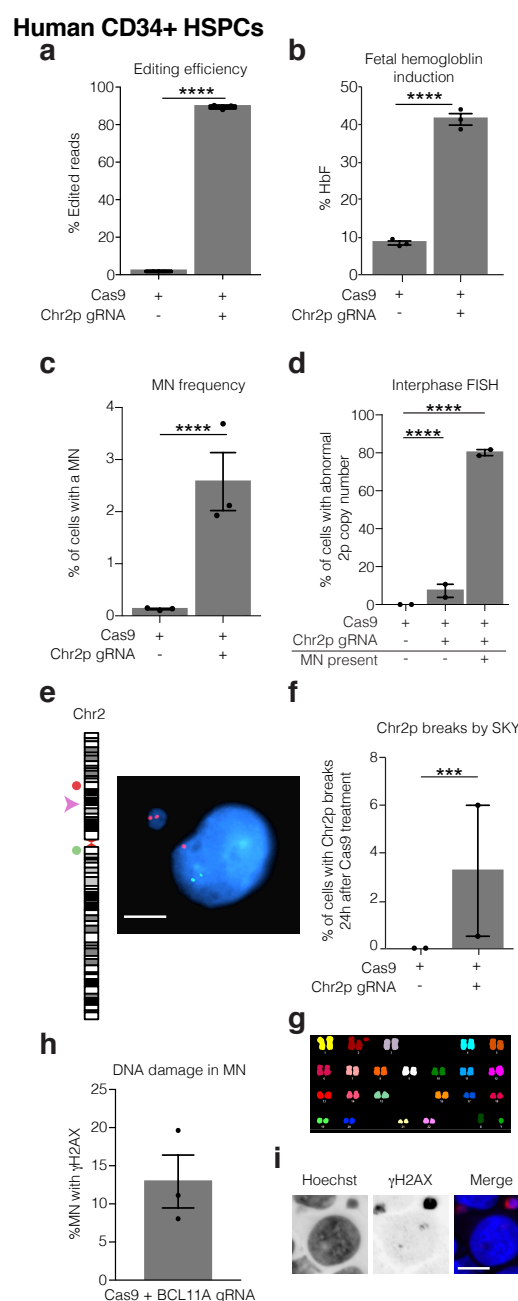 Human CD34+ HSPCs
a
Editing efficiency
****
% Edited reads
100
80
60
40
20
0
Cas9 + +
Chr2p gRNA - +
b
Fetal hemoglobin
induction
****
% HbF
50
40
30
20
10
0
Cas9 + +
Chr2p gRNA - +
c
MN frequency
****
% of cells with a MN
4
3
2
1
0
Cas9 + +
Chr2p gRNA - +
d
Interphase FISH
****
****
% of cells with abnormal
2p copy number
100
80
60
40
20
0
Cas9 + + +
Chr2p gRNA - + +
MN present - - +
e
Chr2
f
Chr2p breaks by SKY
***
% of cells with Chr2p breaks
24h after Cas9 treatment
8
6
4
2
0
Cas9 + +
Chr2p gRNA - +
g
h
DNA damage in MN
%MN with γH2AX
25
20
15
10
5
0
Cas9 + BCL11A gRNA
i
Hoechst γH2AX Merge